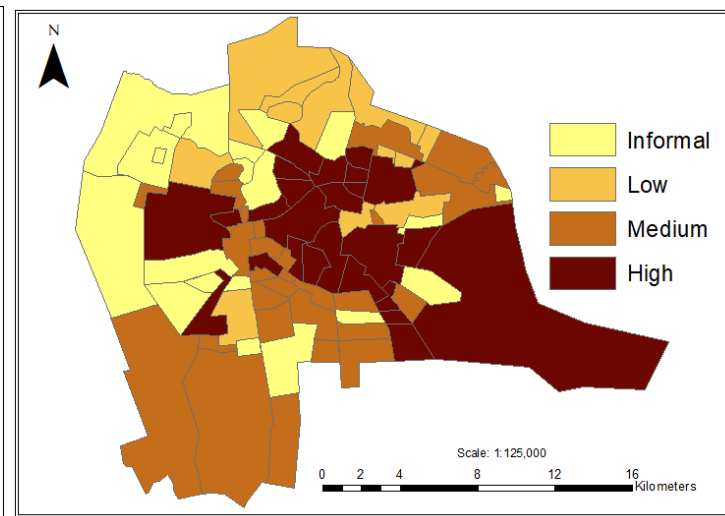 N
Informal
Low
Medium
High
Scale: 1:125,000
0 2 4 8 12 16
Kilometers